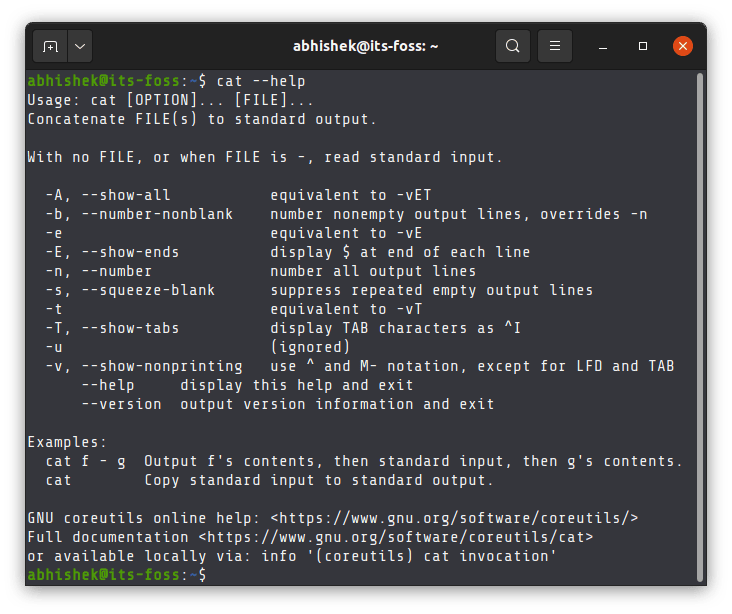 abhishek@its-foss: ~
abhishek@its-foss:~$ cat --help
Usage: cat [OPTION]... [FILE]...
Concatenate FILE(s) to standard output.

With no FILE, or when FILE is -, read standard input.

  -A, --show-all           equivalent to -vET
  -b, --number-nonblank    number nonempty output lines, overrides -n
  -e                       equivalent to -vE
  -E, --show-ends          display $ at end of each line
  -n, --number             number all output lines
  -s, --squeeze-blank      suppress repeated empty output lines
  -t                       equivalent to -vT
  -T, --show-tabs          display TAB characters as ^I
  -u                       (ignored)
  -v, --show-nonprinting   use ^ and M- notation, except for LFD and TAB
      --help     display this help and exit
      --version  output version information and exit

Examples:
  cat f - g  Output f's contents, then standard input, then g's contents.
  cat        Copy standard input to standard output.

GNU coreutils online help: <https://www.gnu.org/software/coreutils/>
Full documentation <https://www.gnu.org/software/coreutils/cat>
or available locally via: info '(coreutils) cat invocation'
abhishek@its-foss:~$